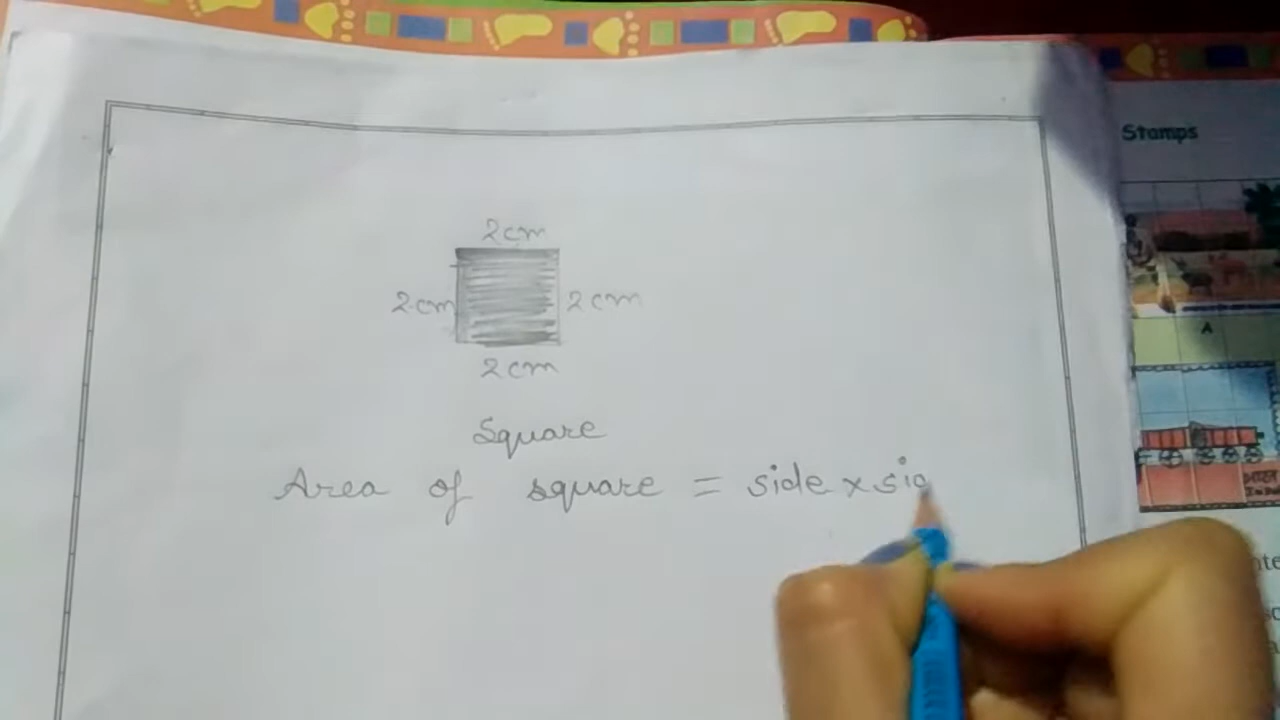 Stamps
2cm
2cm
2cm
A
2cm
Square
Area of square = side × sid